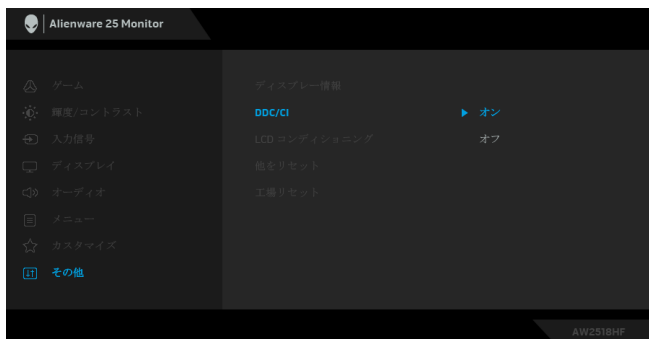 Alienware 25 Monitor
ゲーム
輝度/コントラスト
入力信号
ディスプレイ
オーディオ
メニュー
カスタマイズ
その他
ディスプレー情報
DDC/CI
オン
オフ
LCD コンディショニング
他をリセット
工場リセット
AW2518HF